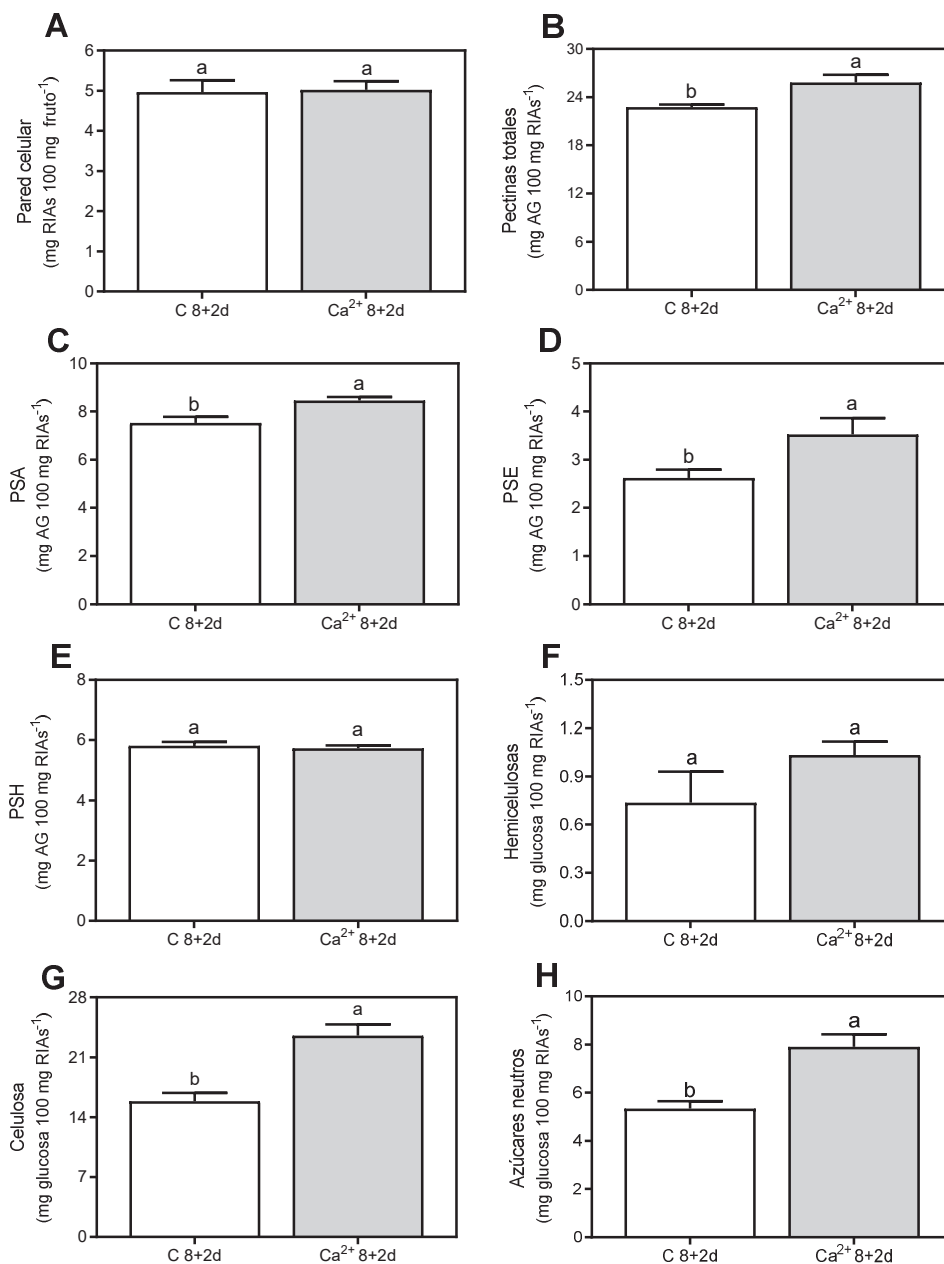 A
Pared celular
(mg RIAs 100 mg fruto⁻¹)
6
5
4
3
2
1
0
a
a
C 8+2d
Ca²⁺ 8+2d
B
Pectinas totales
(mg AG 100 mg RIAs⁻¹)
30
24
18
12
6
0
b
a
C 8+2d
Ca²⁺ 8+2d
C
PSA
(mg AG 100 mg RIAs⁻¹)
10
8
6
4
2
0
b
a
C 8+2d
Ca²⁺ 8+2d
D
PSE
(mg AG 100 mg RIAs⁻¹)
5
4
3
2
1
0
b
a
C 8+2d
Ca²⁺ 8+2d
E
PSH
(mg AG 100 mg RIAs⁻¹)
8
6
4
2
0
a
a
C 8+2d
Ca²⁺ 8+2d
F
Hemicelulosas
(mg glucosa 100 mg RIAs⁻¹)
1.5
1.2
0.9
0.6
0.3
0.0
a
a
C 8+2d
Ca²⁺ 8+2d
G
Celulosa
(mg glucosa 100 mg RIAs⁻¹)
28
21
14
7
0
b
a
C 8+2d
Ca²⁺ 8+2d
H
Azúcares neutros
(mg glucosa 100 mg RIAs⁻¹)
10
8
6
4
2
0
b
a
C 8+2d
Ca²⁺ 8+2d